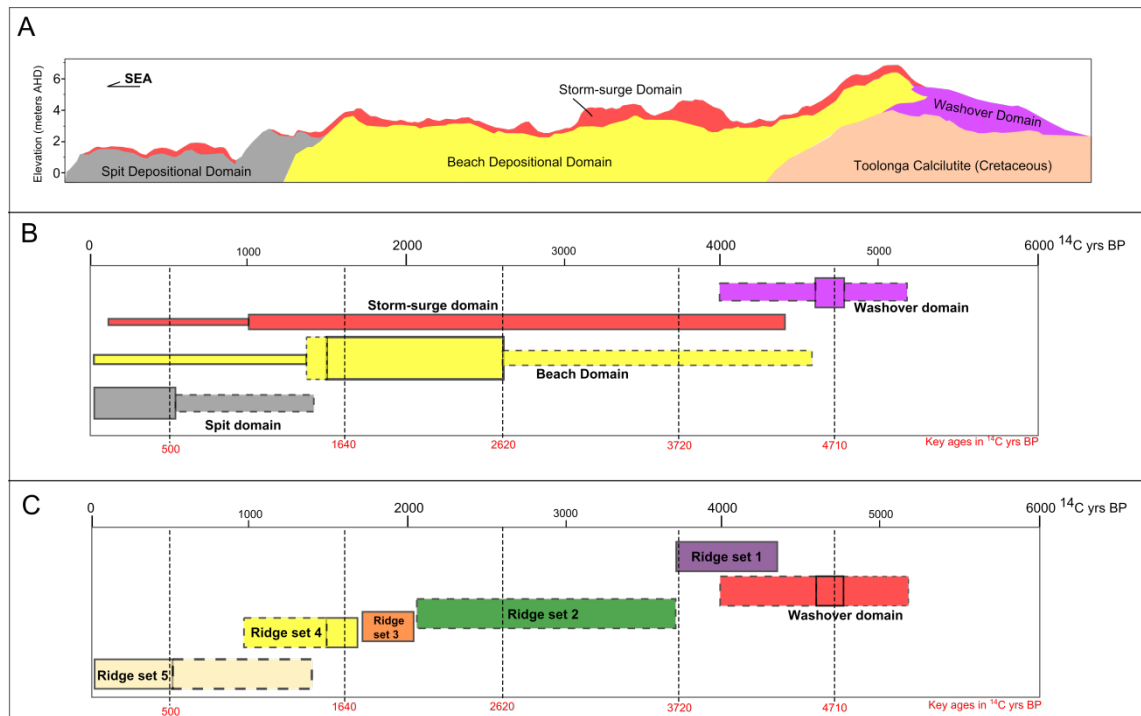 A
Elevation (meters AHD)
6
4
2
0
SEA
Storm-surge Domain
Washover Domain
Spit Depositional Domain
Beach Depositional Domain
Toolonga Calcilutite (Cretaceous)
B
0 1000 2000 3000 4000 5000 6000 ¹⁴C yrs BP
Storm-surge domain
Washover domain
Beach Domain
Spit domain
500 1640 2620 3720 4710 Key ages in ¹⁴C yrs BP
C
0 1000 2000 3000 4000 5000 6000 ¹⁴C yrs BP
Ridge set 1
Washover domain
Ridge set 2
Ridge
set 3
Ridge set 4
Ridge set 5
500 1640 2620 3720 4710 Key ages in ¹⁴C yrs BP